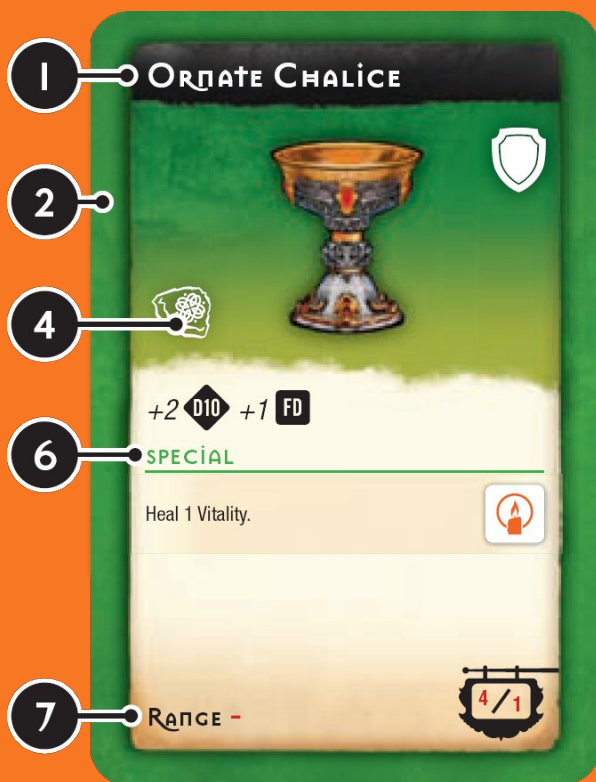 1
ORNATE CHALICE
2
4
+2 D10 +1 FD
6
SPECIAL
Heal 1 Vitality.
7
RANGE -
4/1